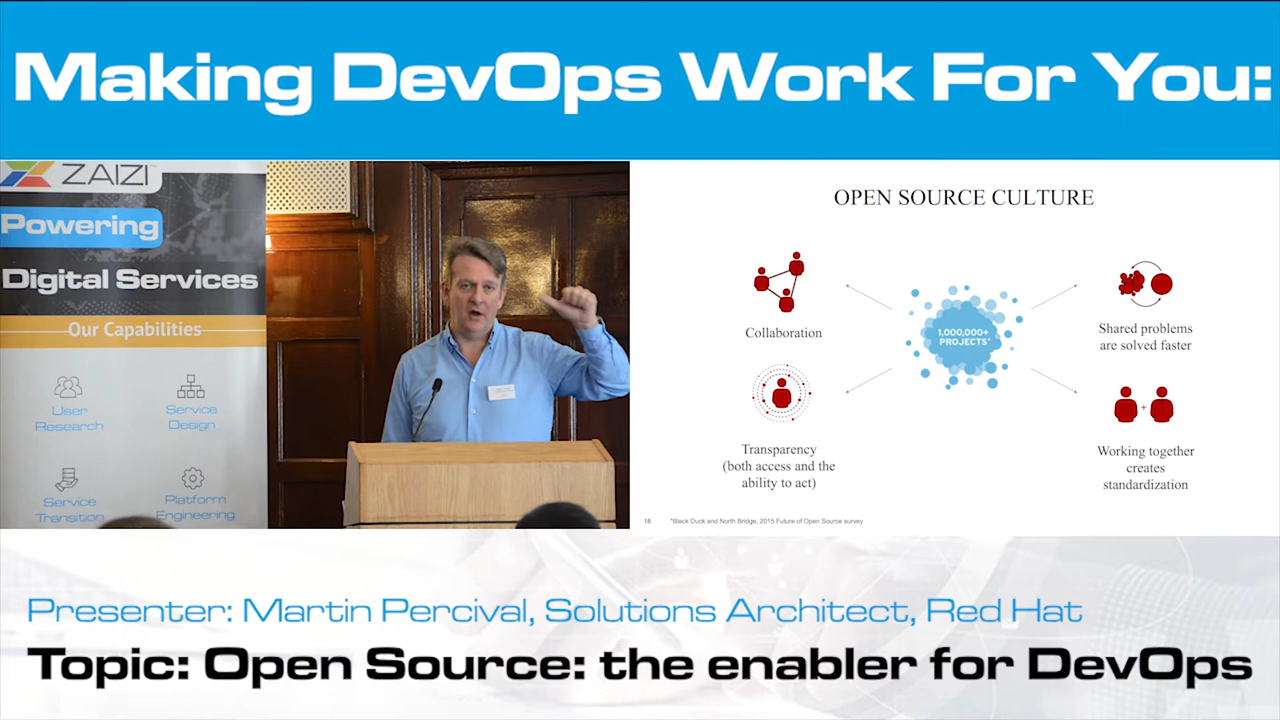 Making DevOps Work For You:
ZAIZI
Powering
Digital Services
Our Capabilities
User
Research
Service
Design
Service
Transition
Platform
Engineering
OPEN SOURCE CULTURE
Collaboration
1,000,000+
PROJECTS*
Shared problems
are solved faster
Transparency
(both access and the
ability to act)
+
Working together
creates
standardization
18
*Black Duck and North Bridge, 2015 Future of Open Source survey
Presenter: Martin Percival, Solutions Architect, Red Hat
Topic: Open Source: the enabler for DevOps